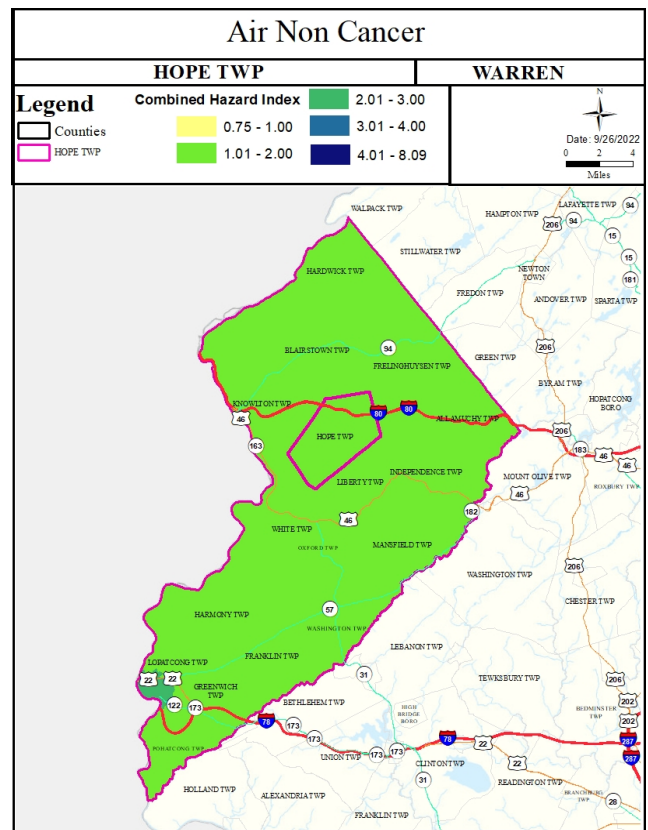 Air Non Cancer
HOPE TWP
WARREN
Legend
Counties
HOPE TWP
Combined Hazard Index
0.75 - 1.00
1.01 - 2.00
2.01 - 3.00
3.01 - 4.00
4.01 - 8.09
N
Date: 9/26/2022
0 2 4
Miles
WALPACK TWP
LAFAYETTE TWP
94
HAMPTON TWP
206
94
15
STILLWATER TWP
15
HARDWICK TWP
NEWTON
TOWN
181
FREDON TWP
ANDOVER TWP
SPARTA TWP
94
206
BLAIRSTOWN TWP
GREEN TWP
FRELINGHUYSEN TWP
BYRAM TWP
HOPATCONG
BORO
KNOWLTON TWP
80
80
46
ALLAMUCHY TWP
206
HOPE TWP
163
183
46
46
INDEPENDENCE TWP
LIBERTY TWP
MOUNT OLIVE TWP
ROXBURY TWP
46
182
46
WHITE TWP
OXFORD TWP
MANSFIELD TWP
206
WASHINGTON TWP
CHESTER TWP
57
HARMONY TWP
WASHINGTON TWP
LEBANON TWP
FRANKLIN TWP
LOPATCONG TWP
31
TEWKSBURY TWP
22
22
206
GREENWICH
TWP
BETHLEHEM TWP
202
122
173
HIGH
BRIDGE
BORO
BEDMINSTER
TWP
78
173
202
173
78
287
POHATCONG TWP
22
173
173
UNION TWP
CLINTON TWP
22
287
31
READINGTON TWP
HOLLAND TWP
ALEXANDRIA TWP
BRANCHBURG
TWP
28
FRANKLIN TWP